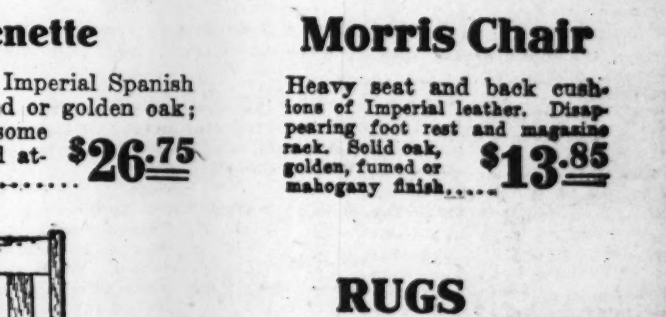 enette
Imperial Spanish
d or golden oak;
some
l at- $26.75
........
Morris Chair
Heavy seat and back cush-
ions of Imperial leather. Disap-
pearing foot rest and magazine
rack. Solid oak,
golden, fumed or $13.85
mahogany finish.....
RUGS